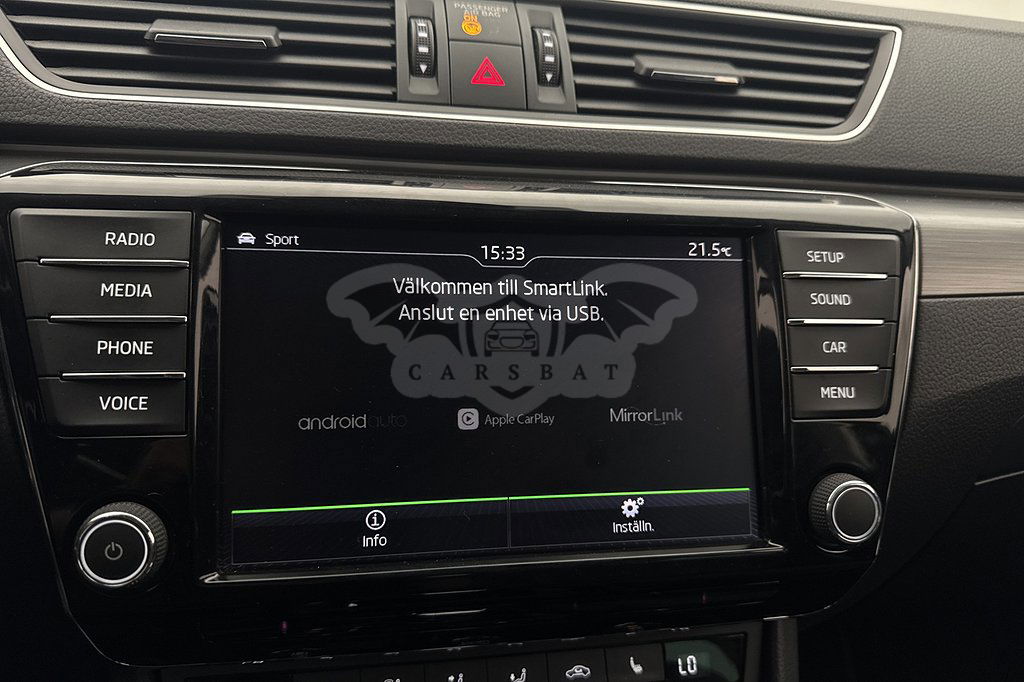 PASSENGER
AIR BAG
ON
RADIO
MEDIA
PHONE
VOICE
Sport
15:33
21.5°C
Välkommen till SmartLink.
Anslut en enhet via USB.
CARSBAT
androidauto
Apple CarPlay
MirrorLink
Info
Inställn.
SETUP
SOUND
CAR
MENU
LO